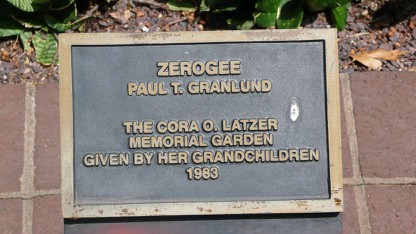 ZEROGEE
PAUL T. GRANLUND
THE CORA O. LATZER
MEMORIAL GARDEN
GIVEN BY HER GRANDCHILDREN
1983